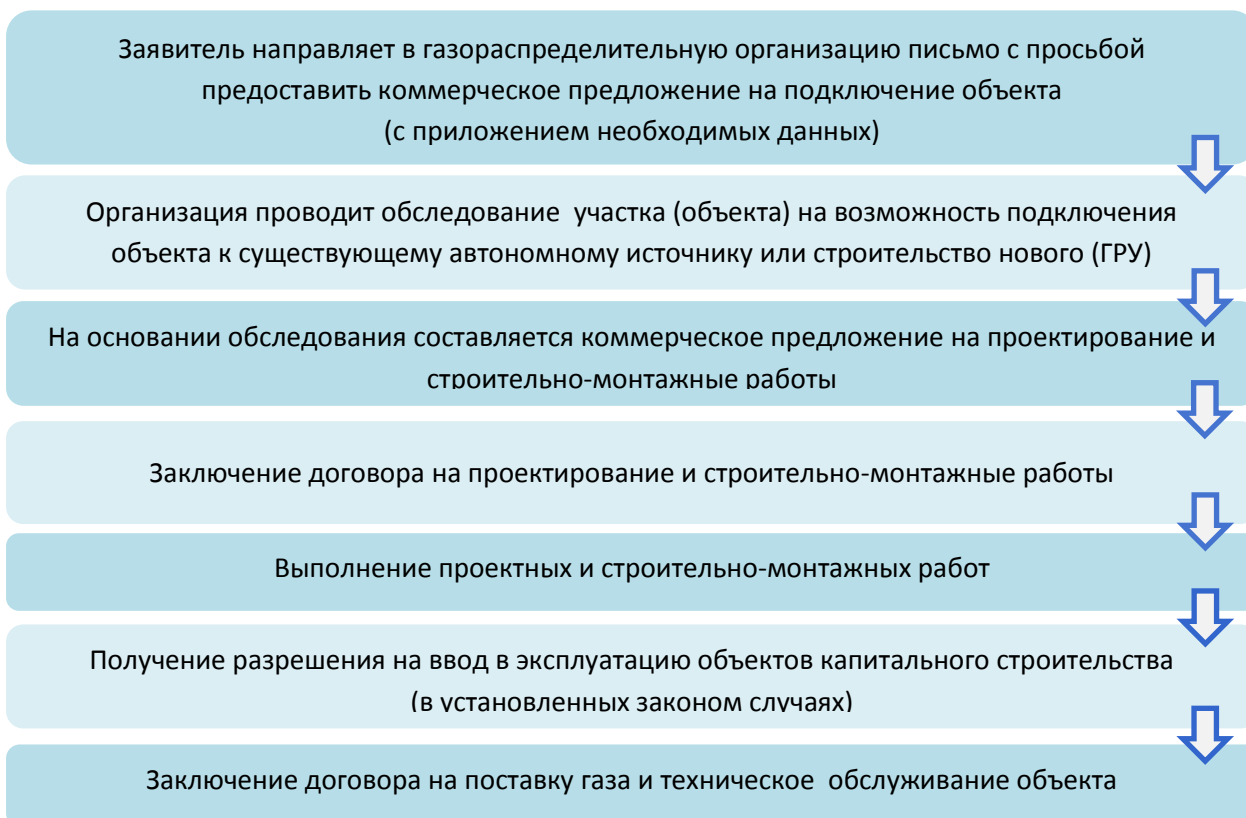 Заявитель направляет в газораспределительную организацию письмо с просьбой
предоставить коммерческое предложение на подключение объекта
(с приложением необходимых данных)
Организация проводит обследование  участка (объекта) на возможность подключения
объекта к существующему автономному источнику или строительство нового (ГРУ)
На основании обследования составляется коммерческое предложение на проектирование и
строительно-монтажные работы
Заключение договора на проектирование и строительно-монтажные работы
Выполнение проектных и строительно-монтажных работ
Получение разрешения на ввод в эксплуатацию объектов капитального строительства
(в установленных законом случаях)
Заключение договора на поставку газа и техническое  обслуживание объекта